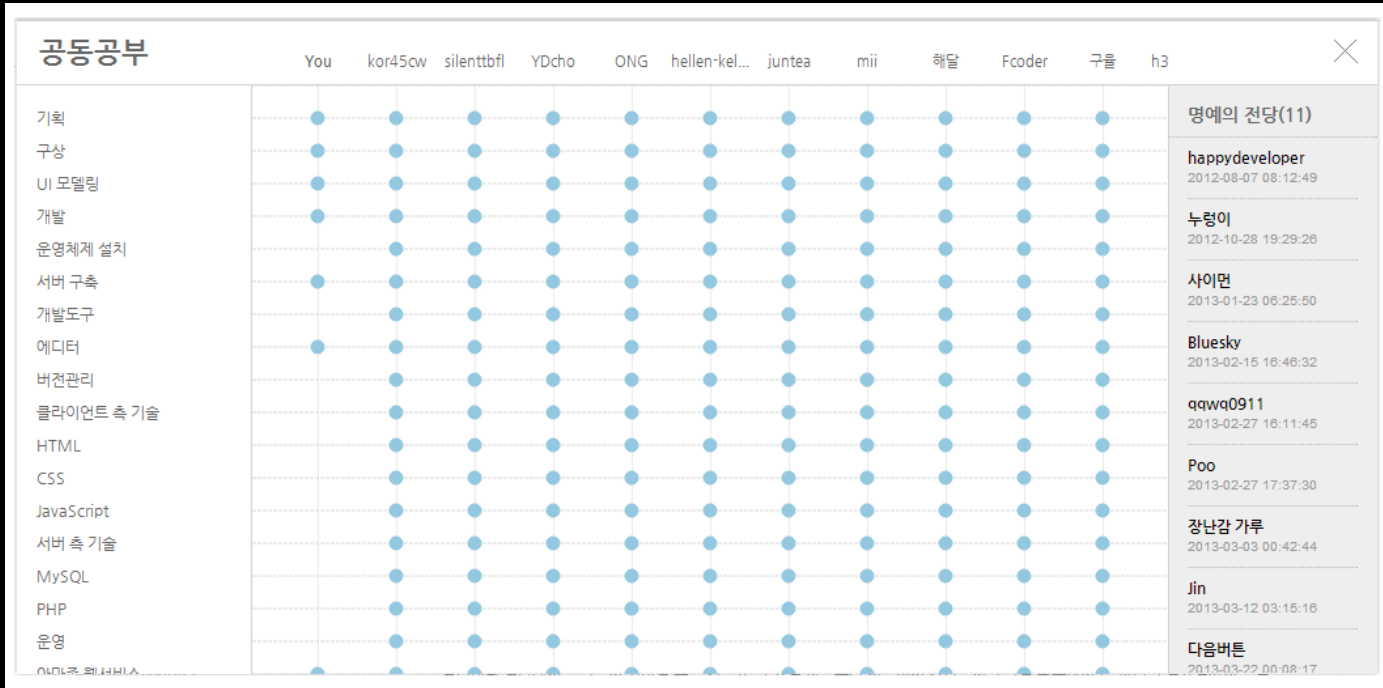 공동공부
You kor45cw silenttbfl YDcho ONG hellen-kel... juntea mii 해달 Fcoder 구율 h3
기획
구상
UI 모델링
개발
운영체제 설치
서버 구축
개발도구
에디터
버전관리
클라이언트 측 기술
HTML
CSS
JavaScript
서버 측 기술
MySQL
PHP
운영
명예의 전당(11)
happydeveloper
2012-08-07 08:12:49
누렁이
2012-10-28 19:29:26
사이먼
2013-01-23 06:25:50
Bluesky
2013-02-15 16:46:32
qqwq0911
2013-02-27 16:11:45
Poo
2013-02-27 17:37:30
장난감 가루
2013-03-03 00:42:44
Jin
2013-03-12 03:15:16
다음버튼
2013-03-22 00:08:17